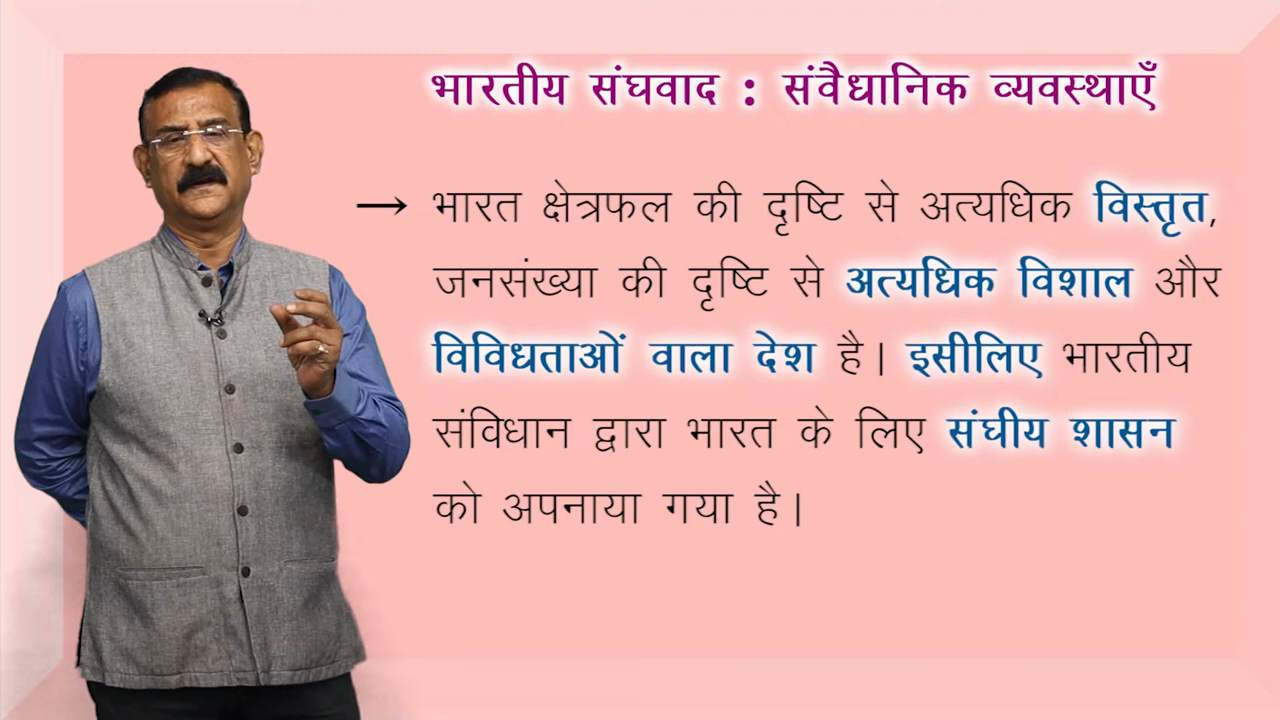 भारतीय संघवाद : संवैधानिक व्यवस्थाएँ
→ भारत क्षेत्रफल की दृष्टि से अत्यधिक विस्तृत,
जनसंख्या की दृष्टि से अत्यधिक विशाल और
विविधताओं वाला देश है। इसीलिए भारतीय
संविधान द्वारा भारत के लिए संघीय शासन
को अपनाया गया है।